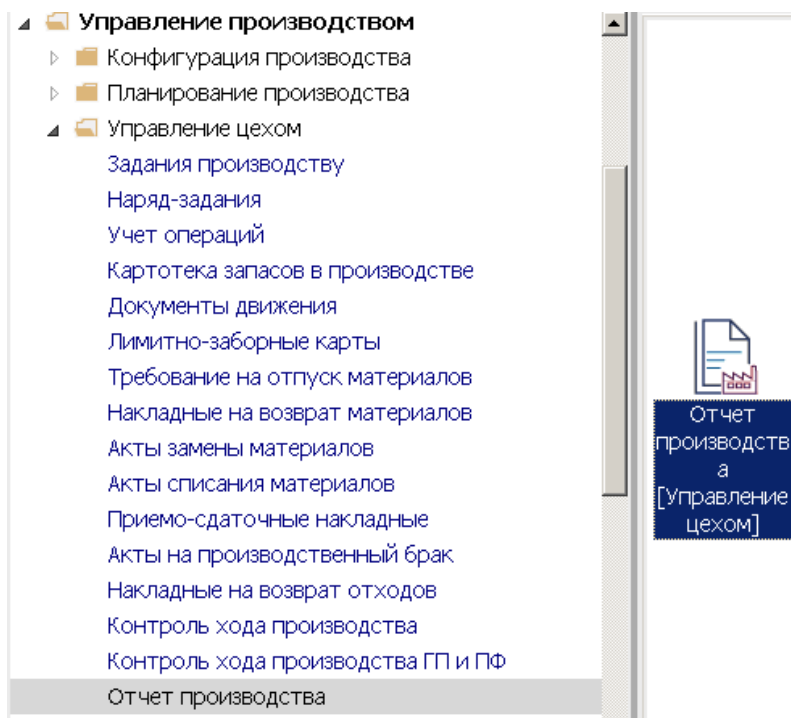 Управление производством
Конфигурация производства
Планирование производства
Управление цехом
Задания производству
Наряд-задания
Учет операций
Картотека запасов в производстве
Документы движения
Лимитно-заборные карты
Требование на отпуск материалов
Накладные на возврат материалов
Акты замены материалов
Акты списания материалов
Приемо-сдаточные накладные
Акты на производственный брак
Накладные на возврат отходов
Контроль хода производства
Контроль хода производства ГП и ПФ
Отчет производства
Отчет
производств
а
[Управление
цехом]